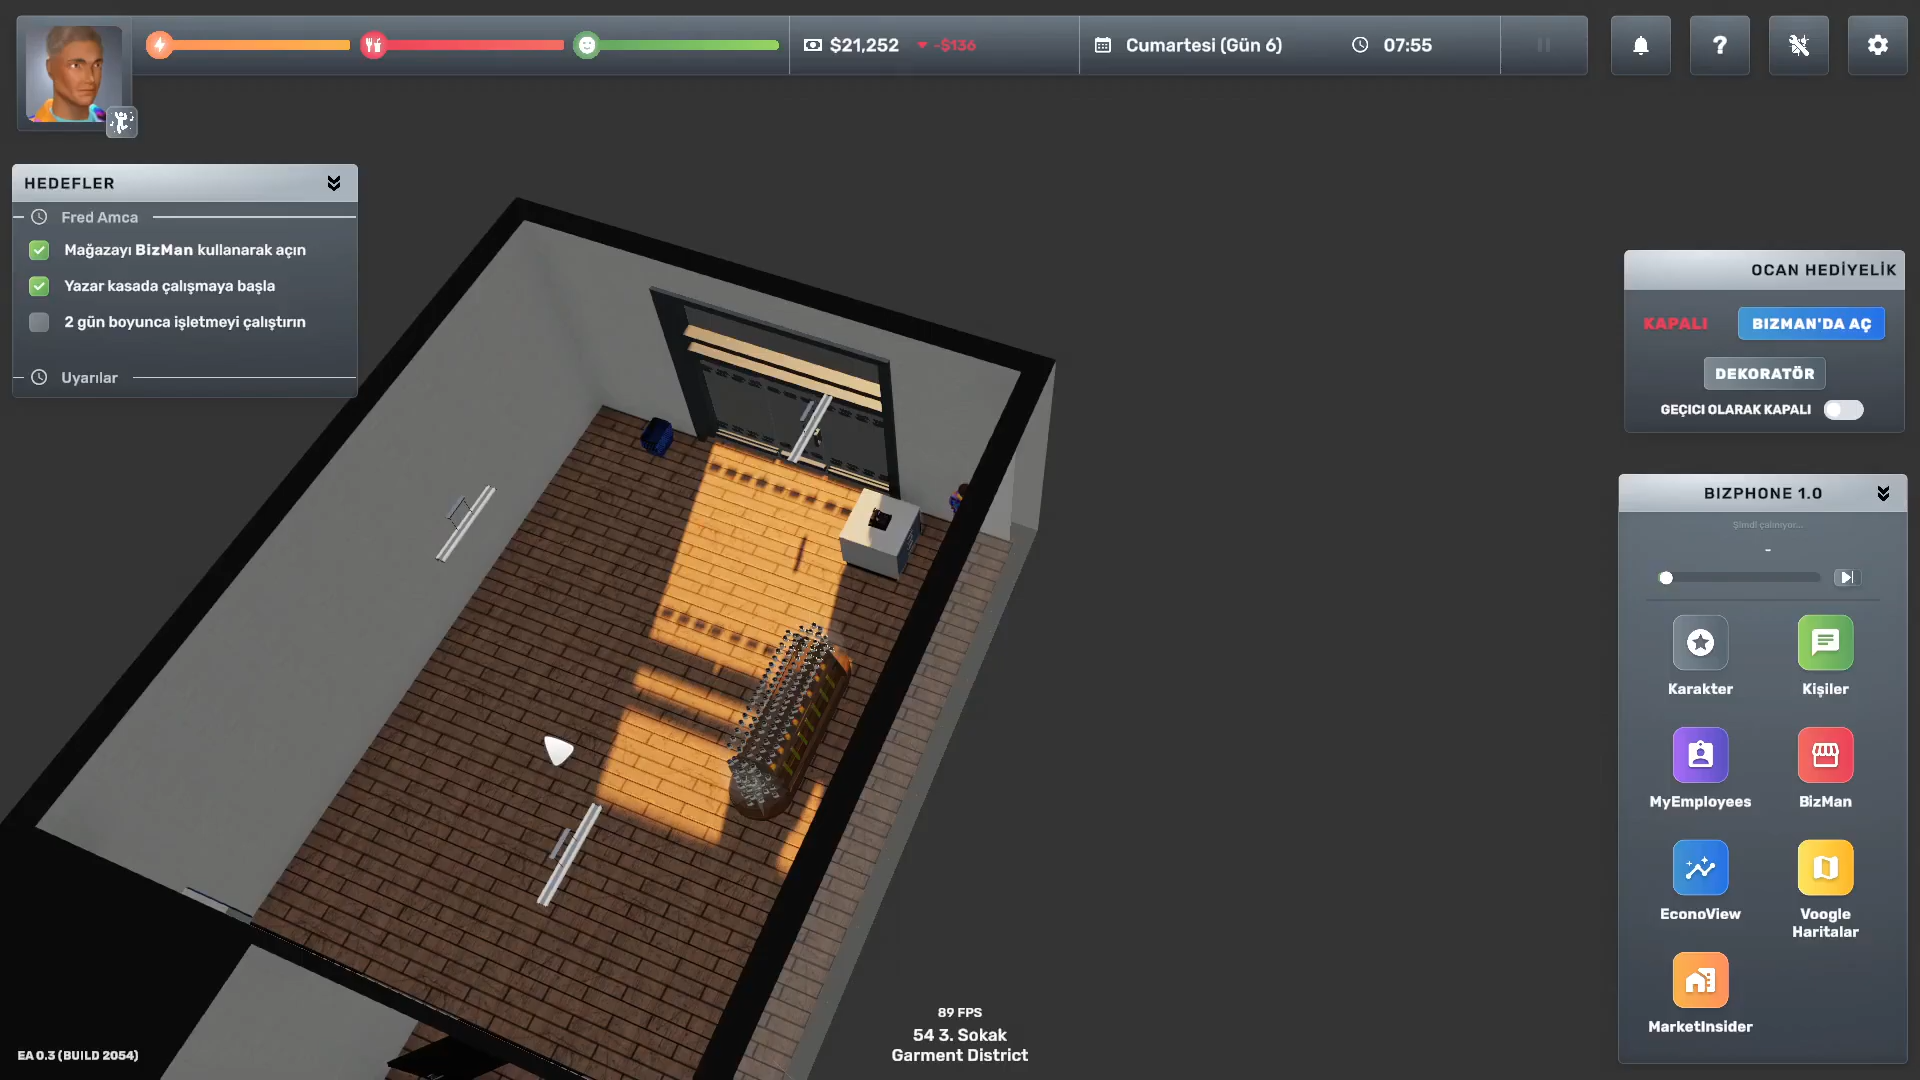 $21,252
-$136
Cumartesi (Gün 6)
07:55
?
HEDEFLER
Fred Amca
Mağazayı BizMan kullanarak açın
Yazar kasada çalışmaya başla
2 gün boyunca işletmeyi çalıştırın
Uyarılar
OCAN HEDİYELİK
KAPALI
BIZMAN'DA AÇ
DEKORATÖR
GEÇICI OLARAK KAPALI
BIZPHONE 1.0
Şimdi çalınıyor...
-
Karakter
Kişiler
MyEmployees
BizMan
EconoView
Voogle
Haritalar
MarketInsider
89 FPS
54 3. Sokak
Garment District
EA 0.3 (BUILD 2054)